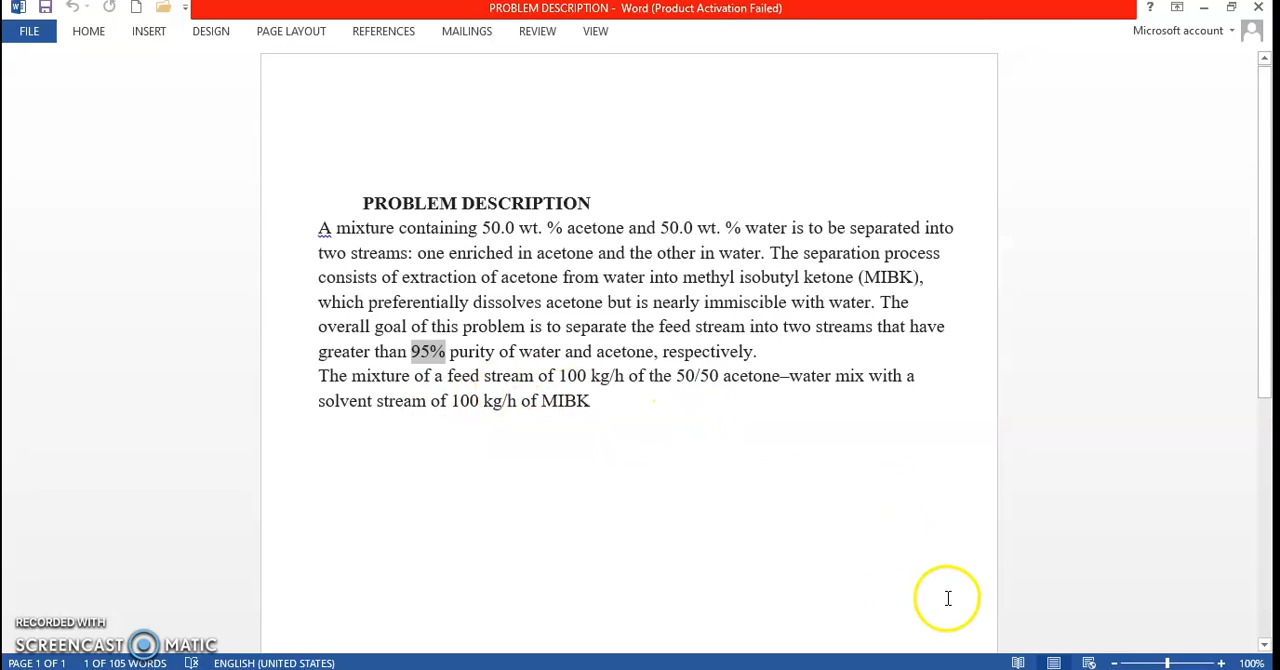 PROBLEM DESCRIPTION - Word (Product Activation Failed)
FILE HOME INSERT DESIGN PAGE LAYOUT REFERENCES MAILINGS REVIEW VIEW Microsoft account
PROBLEM DESCRIPTION
A mixture containing 50.0 wt. % acetone and 50.0 wt. % water is to be separated into
two streams: one enriched in acetone and the other in water. The separation process
consists of extraction of acetone from water into methyl isobutyl ketone (MIBK),
which preferentially dissolves acetone but is nearly immiscible with water. The
overall goal of this problem is to separate the feed stream into two streams that have
greater than 95% purity of water and acetone, respectively.
The mixture of a feed stream of 100 kg/h of the 50/50 acetone–water mix with a
solvent stream of 100 kg/h of MIBK
RECORDED WITH
SCREENCAST MATIC
PAGE 1 OF 1 1 OF 105 WORDS ENGLISH (UNITED STATES) 100%